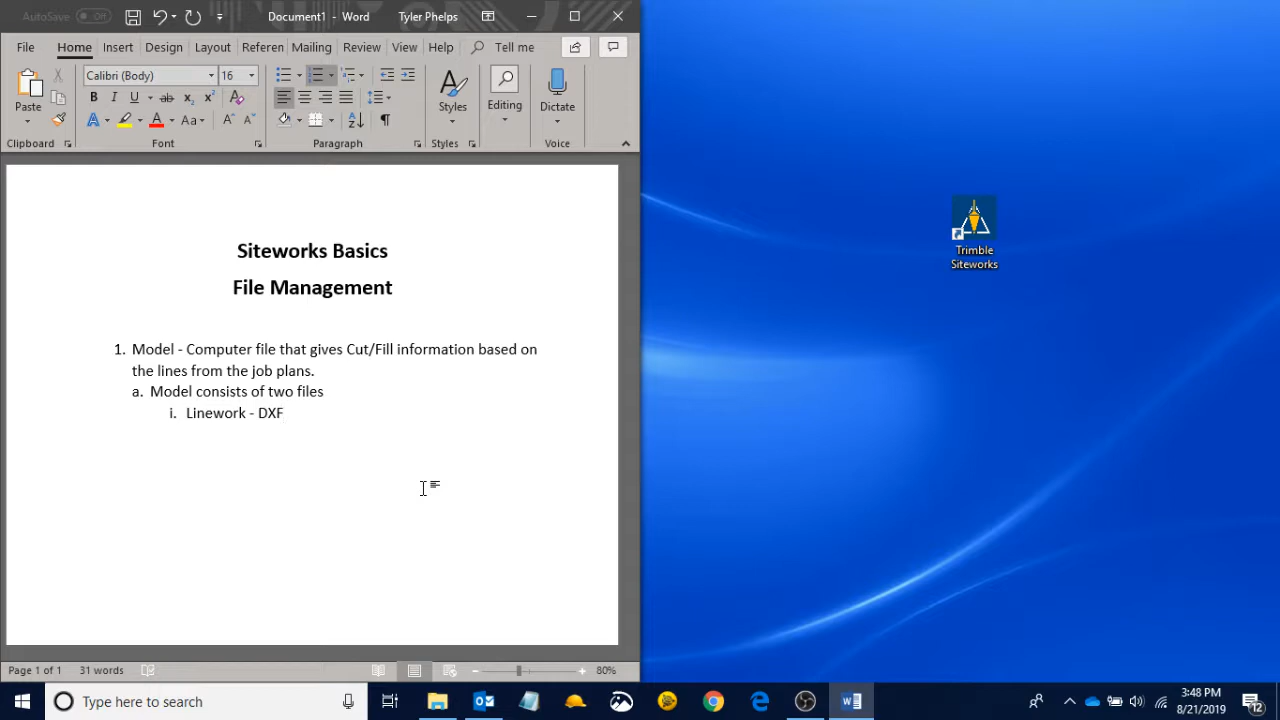 AutoSave Off Document1 - Word Tyler Phelps
File Home Insert Design Layout Referen Mailing Review View Help Tell me
Calibri (Body) 16
Paste Styles Editing Dictate
Clipboard Font Paragraph Styles Voice
Siteworks Basics
File Management
1. Model - Computer file that gives Cut/Fill information based on
the lines from the job plans.
a. Model consists of two files
i. Linework - DXF
Page 1 of 1 31 words 80%
Trimble
Siteworks
Type here to search
3:48 PM
8/21/2019
12